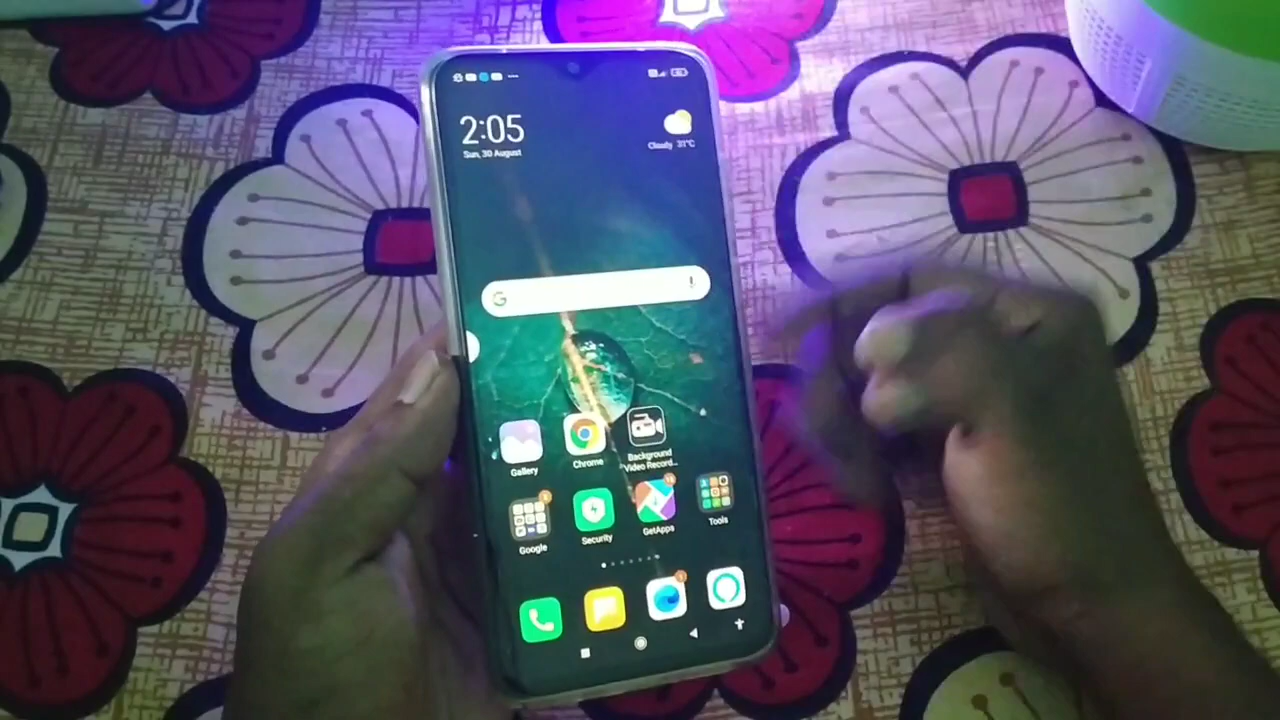 2:05
Sun, 30 August
Cloudy 31°C
G
Gallery
Chrome
Background
Video Record...
Google
Security
GetApps
Tools